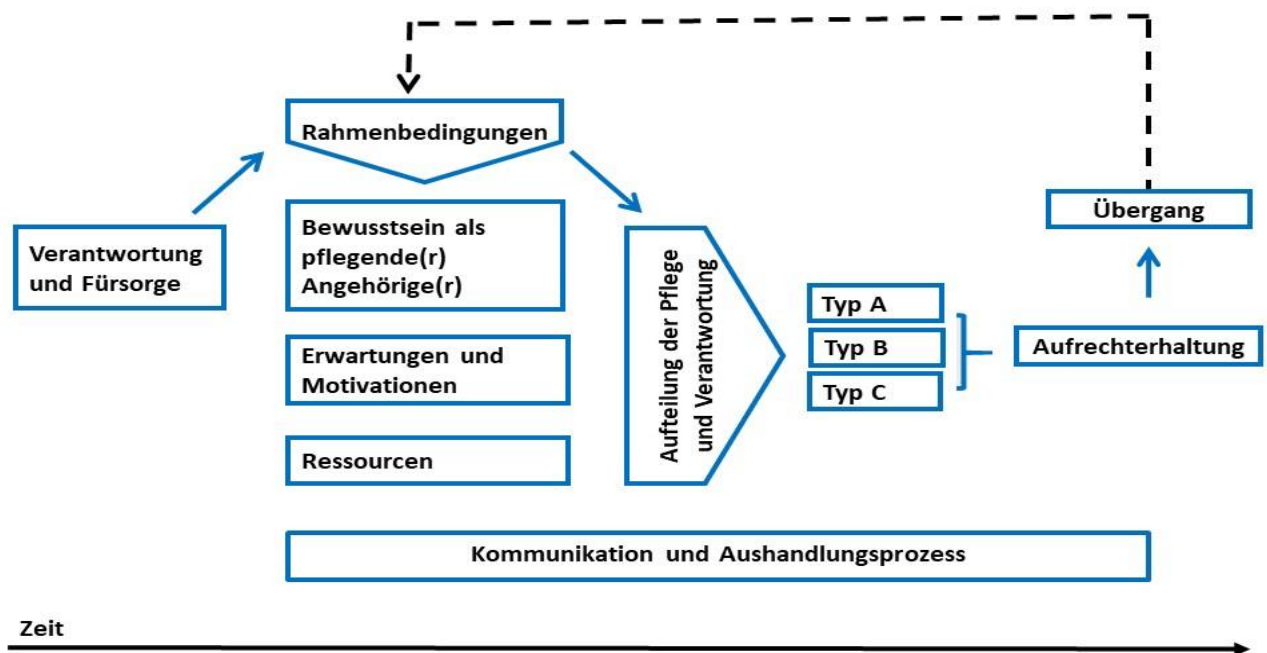 Rahmenbedingungen
Verantwortung
und Fürsorge
Bewusstsein als
pflegende(r)
Angehörige(r)
Erwartungen und
Motivationen
Ressourcen
Aufteilung der Pflege
und Verantwortung
Typ A
Typ B
Typ C
Aufrechterhaltung
Übergang
Kommunikation und Aushandlungsprozess
Zeit